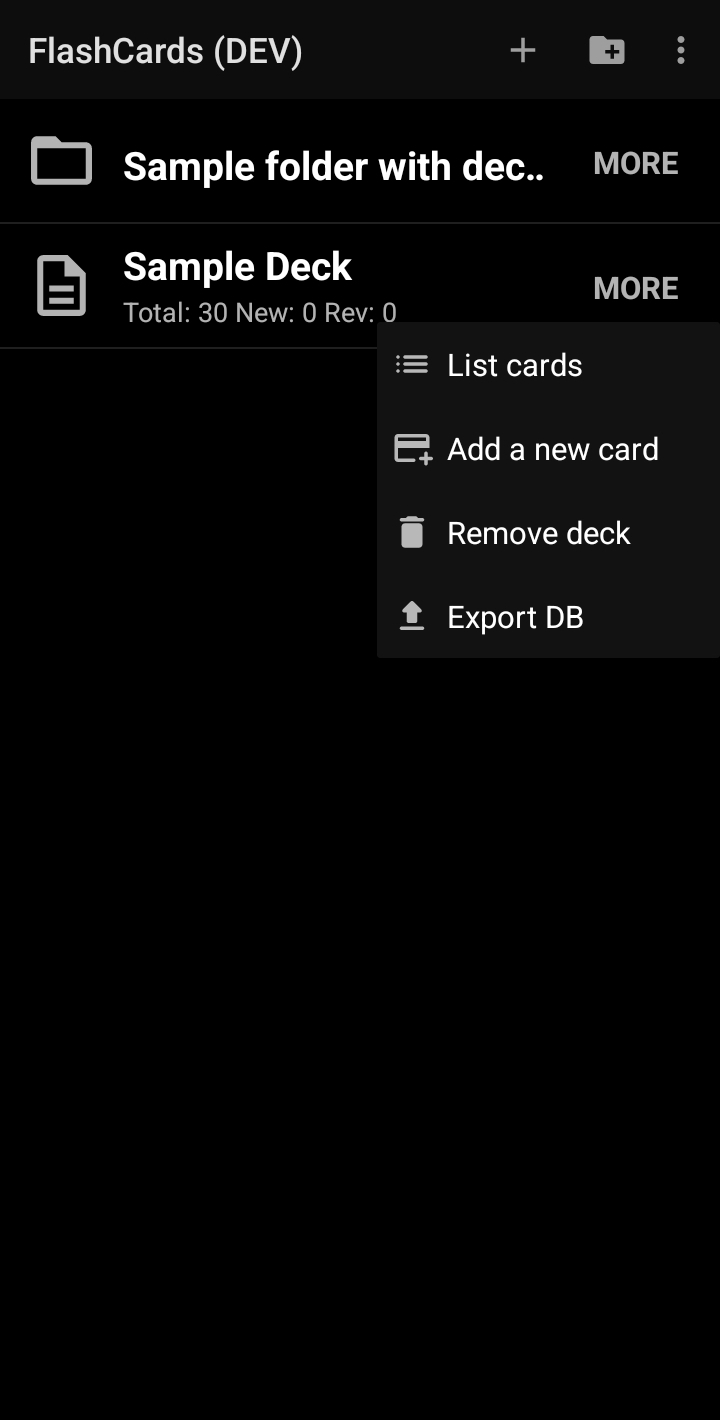 FlashCards (DEV)
Sample folder with dec..
MORE
Sample Deck
Total: 30 New: 0 Rev: 0
MORE
List cards
Add a new card
Remove deck
Export DB